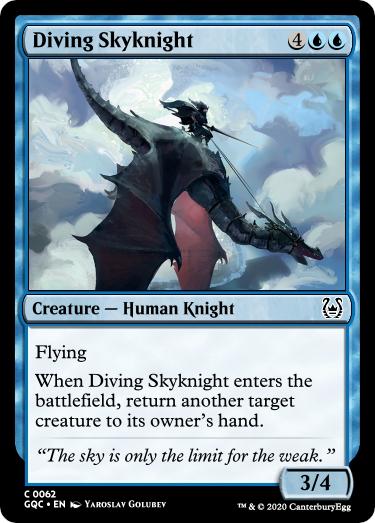 Diving Skyknight 4
Creature — Human Knight
Flying
When Diving Skyknight enters the
battlefield, return another target
creature to its owner's hand.
"The sky is only the limit for the weak."
3/4
C 0062
GQC • EN Yaroslav Golubev
™ & © 2020 CanterburyEgg